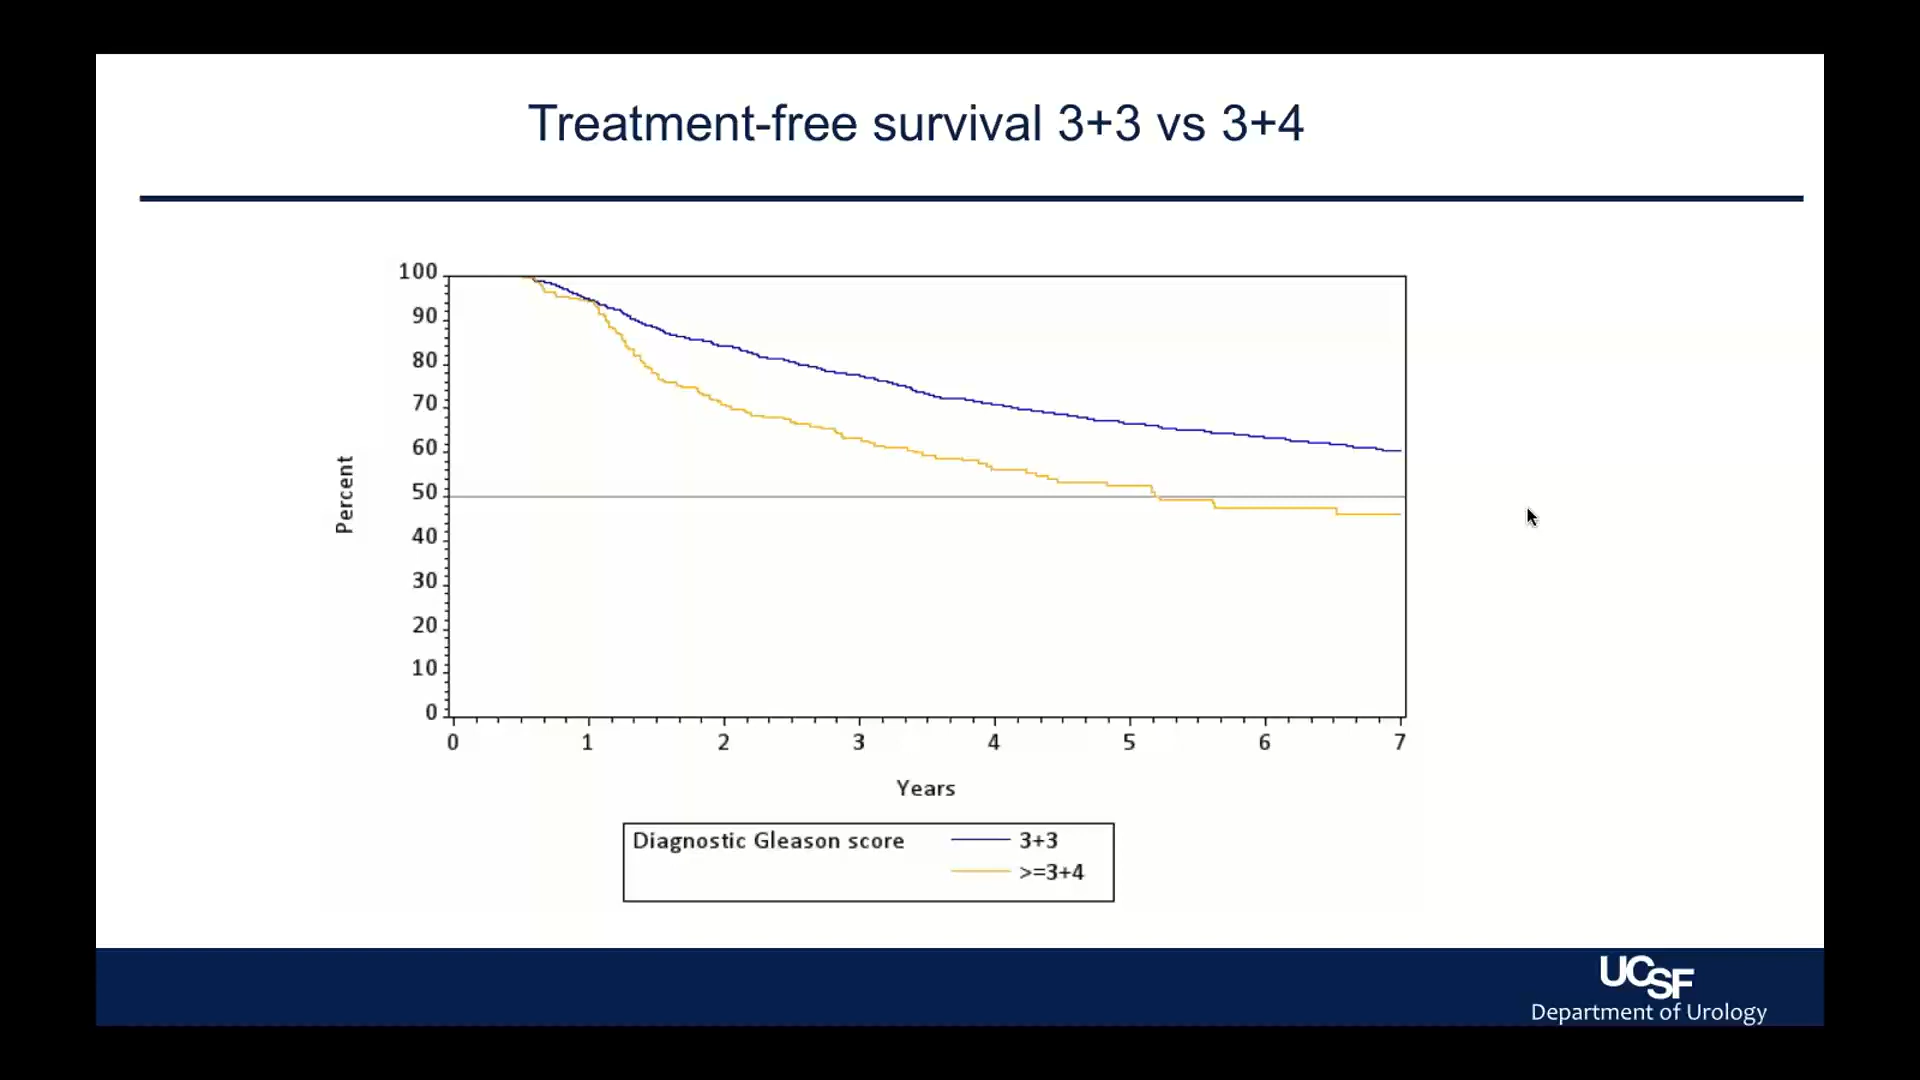 Treatment-free survival 3+3 vs 3+4
100
90
80
70
60
50
40
30
20
10
0
Percent
0 1 2 3 4 5 6 7
Years
Diagnostic Gleason score 3+3
>=3+4
UCSF
Department of Urology